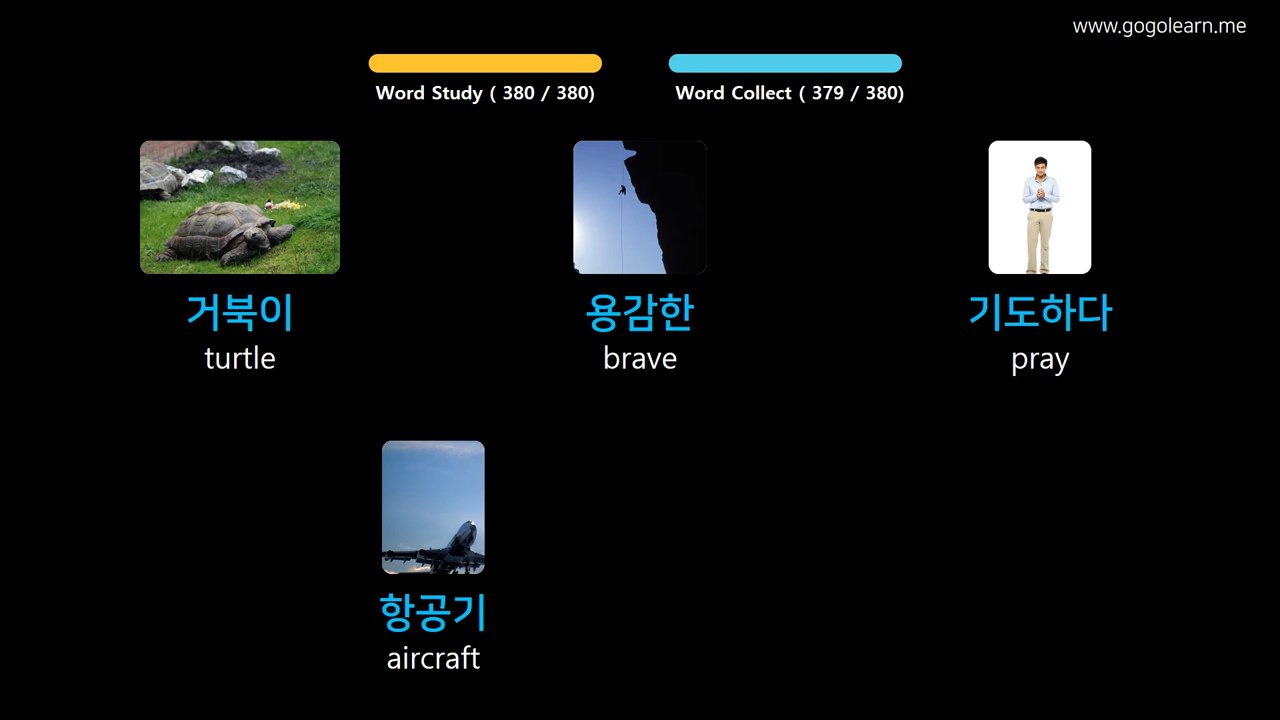 www.gogolearn.me
Word Study ( 380 / 380)
Word Collect ( 379 / 380)
거북이
turtle
용감한
brave
기도하다
pray
항공기
aircraft